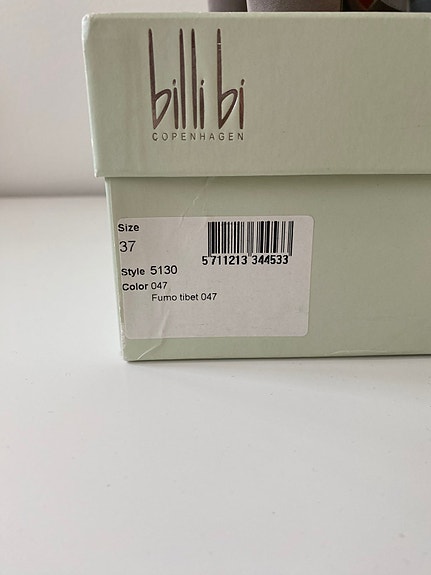 billi bi
COPENHAGEN
Size
37
5 711213 344533
Style 5130
Color 047
Fumo tibet 047